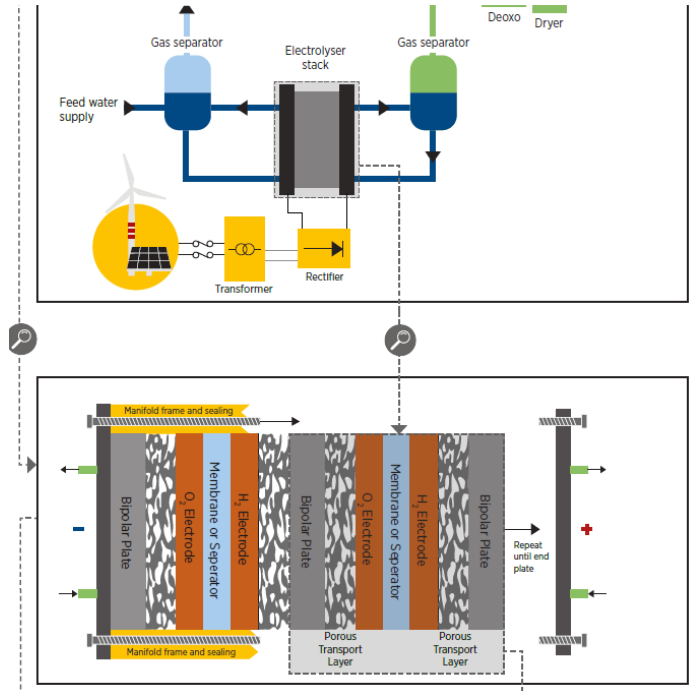 Deoxo
Dryer
Gas separator
Electrolyser
stack
Gas separator
Feed water
supply
Transformer
Rectifier
Manifold frame and sealing
Bipolar Plate
O2 Electrode
Membrane or Seperator
H2 Electrode
Bipolar Plate
O2 Electrode
Membrane or Seperator
H2 Electrode
Bipolar Plate
-
+
Repeat
until end
plate
Manifold frame and sealing
Porous
Transport
Layer
Porous
Transport
Layer